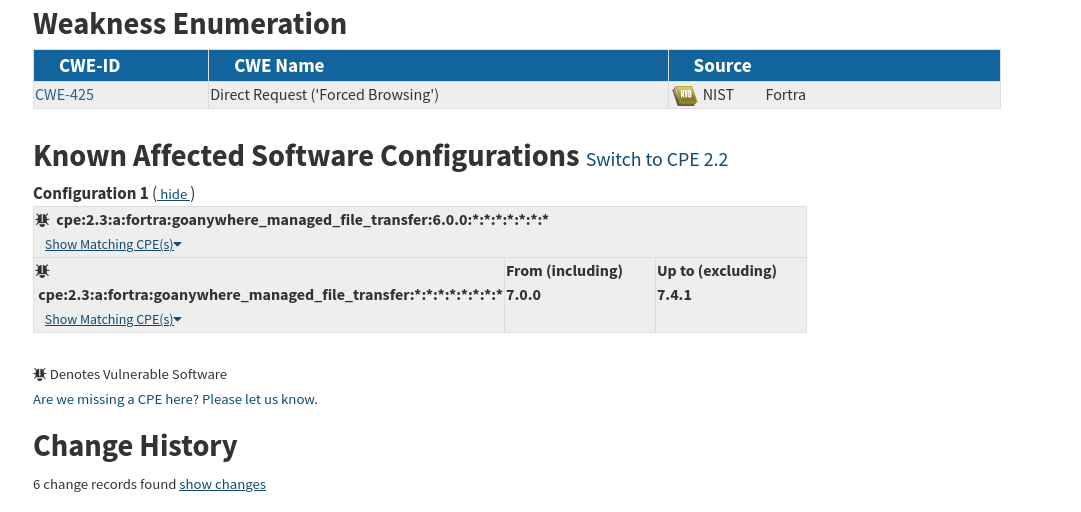 Weakness Enumeration
CWE-ID CWE Name Source
CWE-425 Direct Request ('Forced Browsing') NVD NIST Fortra
Known Affected Software Configurations Switch to CPE 2.2
Configuration 1 ( hide )
cpe:2.3:a:fortra:goanywhere_managed_file_transfer:6.0.0:*:*:*:*:*:*:*
Show Matching CPE(s)
From (including) Up to (excluding)
cpe:2.3:a:fortra:goanywhere_managed_file_transfer:*:*:*:*:*:*:*:* 7.0.0 7.4.1
Show Matching CPE(s)
Denotes Vulnerable Software
Are we missing a CPE here? Please let us know.
Change History
6 change records found show changes